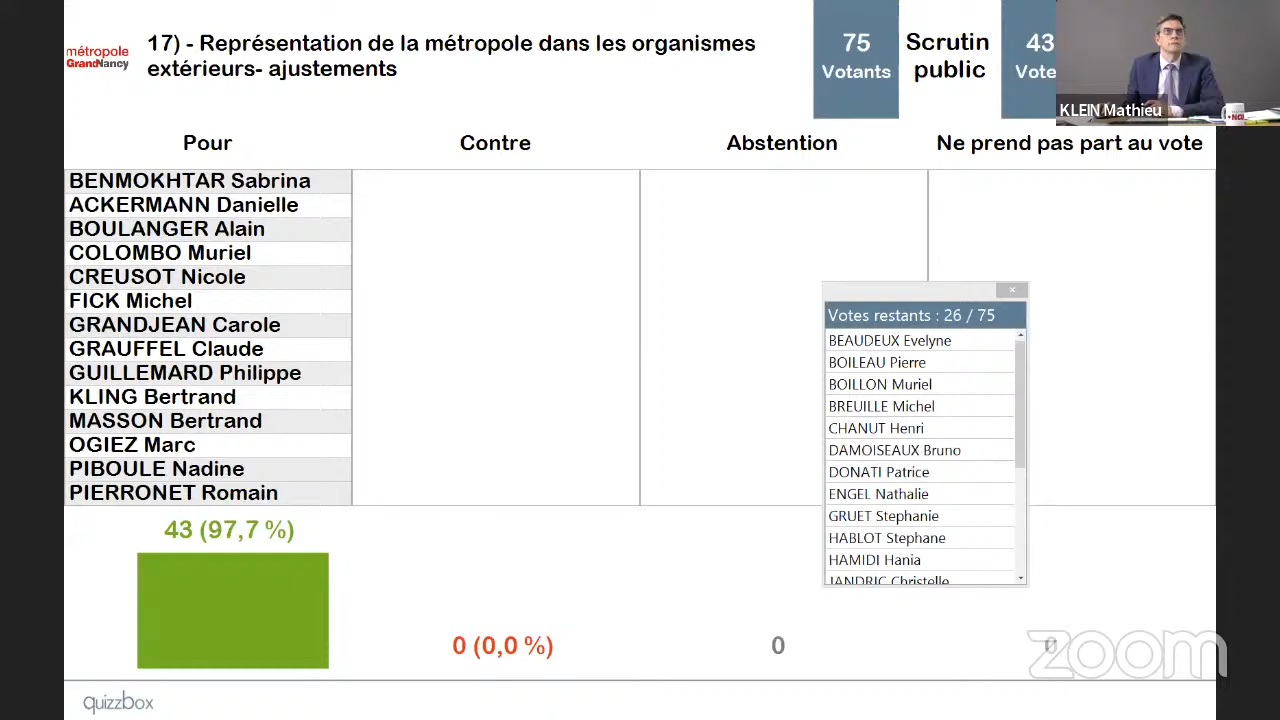 métropole
GrandNancy
17) - Représentation de la métropole dans les organismes
extérieurs- ajustements
75
Votants
Scrutin
public
43
Vote
KLEIN Mathieu
Pour
Contre
Abstention
Ne prend pas part au vote
BENMOKHTAR Sabrina
ACKERMANN Danielle
BOULANGER Alain
COLOMBO Muriel
CREUSOT Nicole
FICK Michel
GRANDJEAN Carole
GRAUFFEL Claude
GUILLEMARD Philippe
KLING Bertrand
MASSON Bertrand
OGIEZ Marc
PIBOULE Nadine
PIERRONET Romain
Votes restants : 26 / 75
BEAUDEUX Evelyne
BOILEAU Pierre
BOILLON Muriel
BREUILLE Michel
CHANUT Henri
DAMOISEAUX Bruno
DONATI Patrice
ENGEL Nathalie
GRUET Stephanie
HABLOT Stephane
HAMIDI Hania
JANDRIC Christelle
43 (97,7 %)
0 (0,0 %)
0
0
zoom
quizzbox